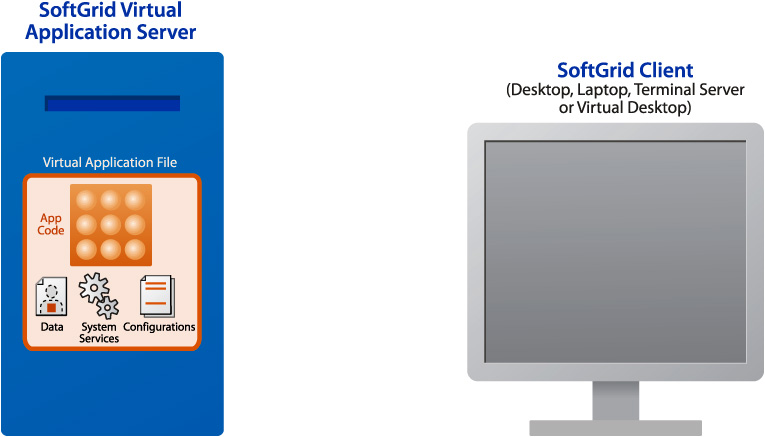 SoftGrid Virtual
Application Server
Virtual Application File
App
Code
Data
System
Services
Configurations
SoftGrid Client
(Desktop, Laptop, Terminal Server
or Virtual Desktop)